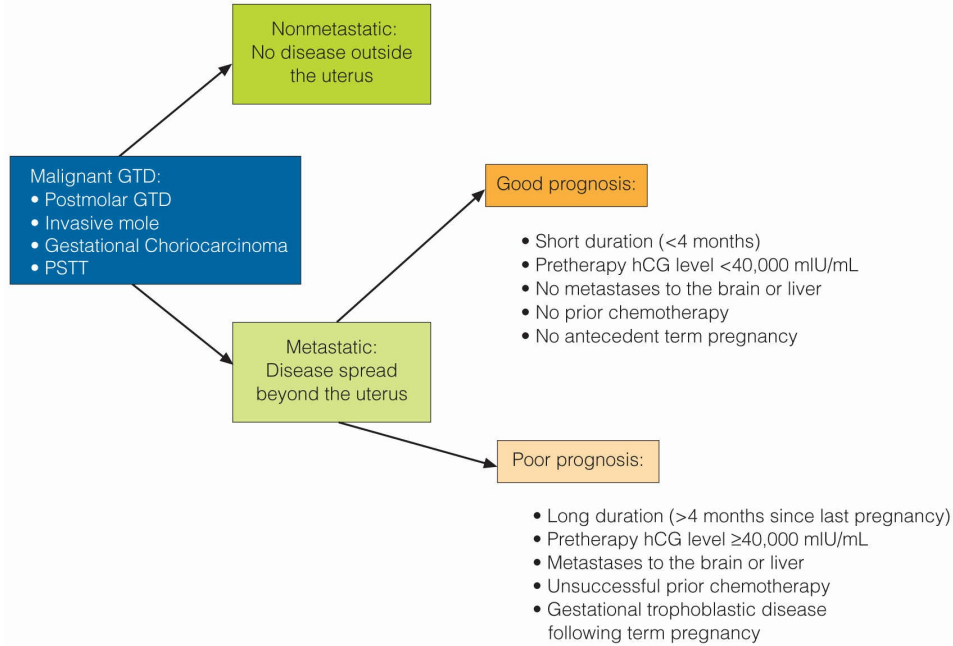 Nonmetastatic:
No disease outside
the uterus
Malignant GTD:
• Postmolar GTD
• Invasive mole
• Gestational Choriocarcinoma
• PSTT
Good prognosis:
• Short duration (<4 months)
• Pretherapy hCG level <40,000 mIU/mL
• No metastases to the brain or liver
• No prior chemotherapy
• No antecedent term pregnancy
Metastatic:
Disease spread
beyond the uterus
Poor prognosis:
• Long duration (>4 months since last pregnancy)
• Pretherapy hCG level ≥40,000 mIU/mL
• Metastases to the brain or liver
• Unsuccessful prior chemotherapy
• Gestational trophoblastic disease
following term pregnancy